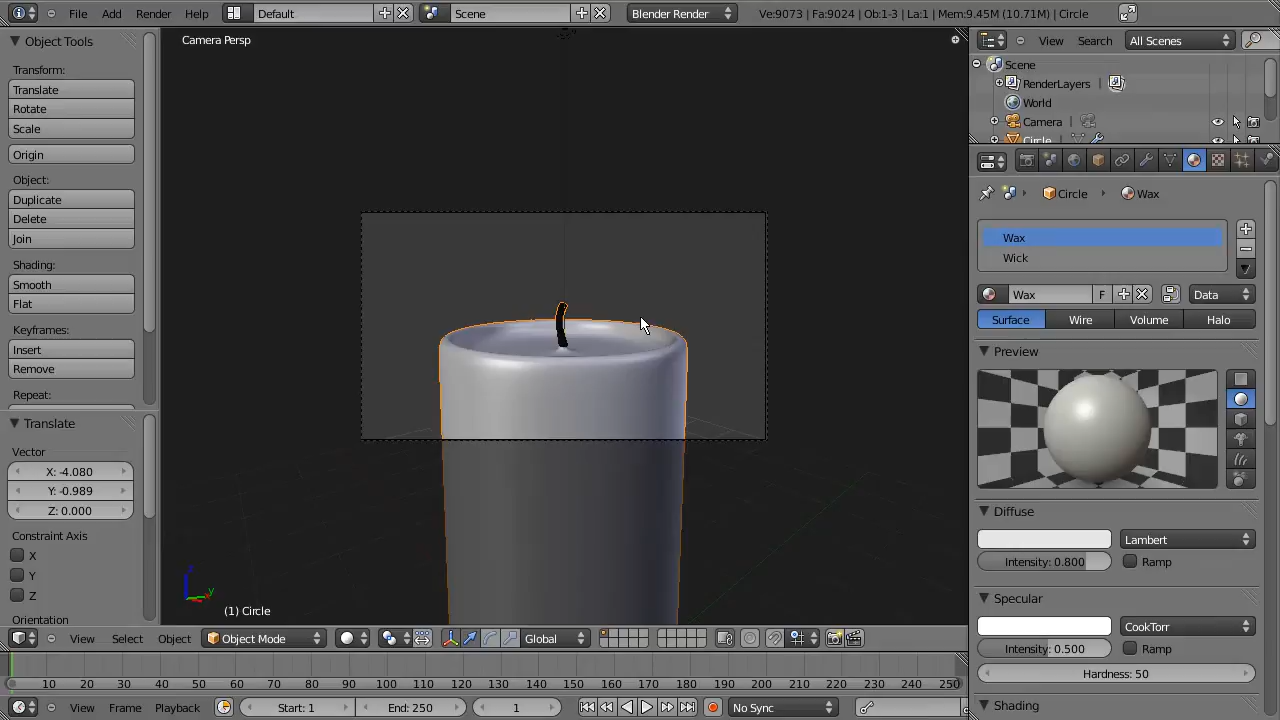 File Add Render Help Default Scene Blender Render Ve:9073 | Fa:9024 | Ob:1-3 | La:1 | Mem:9.45M (10.71M) | Circle
Object Tools
Transform:
Translate
Rotate
Scale
Origin
Object:
Duplicate
Delete
Join
Shading:
Smooth
Flat
Keyframes:
Insert
Remove
Repeat:
Translate
Vector
X: -4.080
Y: -0.989
Z: 0.000
Constraint Axis
X
Y
Z
Orientation
Camera Persp
(1) Circle
View Select Object Object Mode Global
0 10 20 30 40 50 60 70 80 90 100 110 120 130 140 150 160 170 180 190 200 210 220 230 240 250
View Frame Playback Start: 1 End: 250 1 No Sync
View Search All Scenes
Scene
RenderLayers
World
Camera
Circle
Circle Wax
Wax
Wick
Wax F Data
Surface Wire Volume Halo
Preview
Diffuse
Lambert
Intensity: 0.800 Ramp
Specular
CookTorr
Intensity: 0.500 Ramp
Hardness: 50
Shading